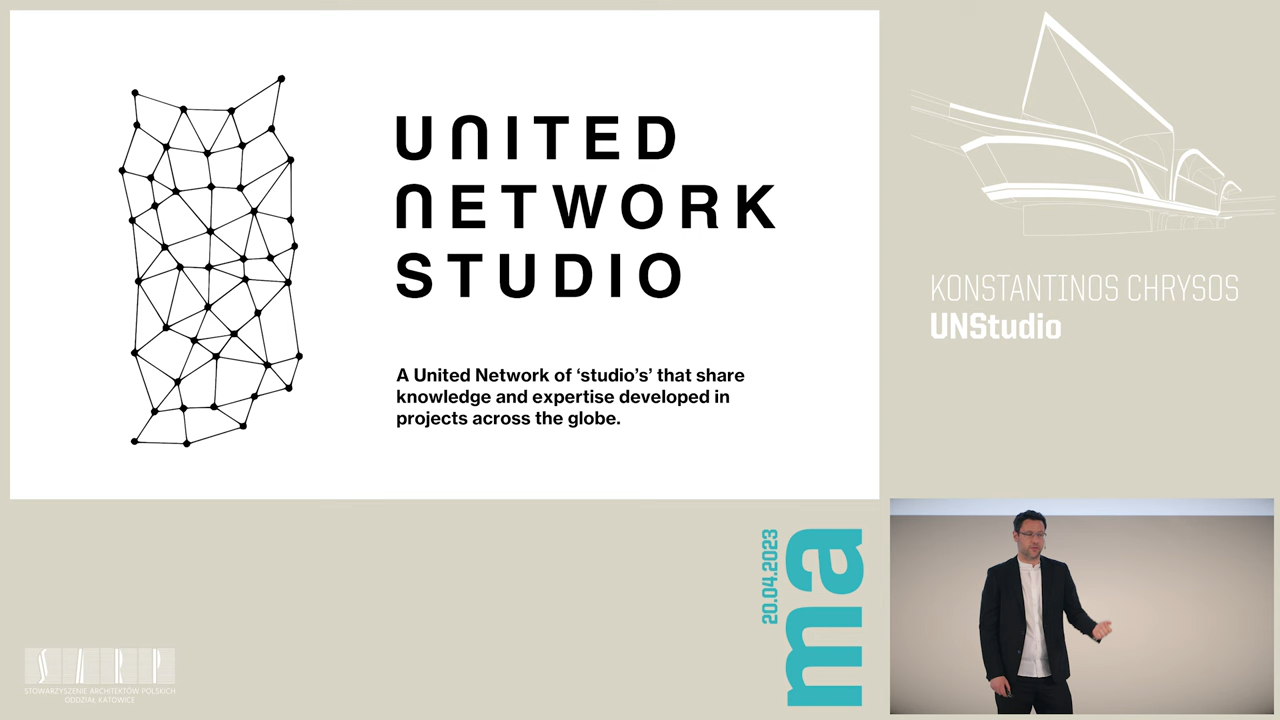 UNITED
NETWORK
STUDIO
A United Network of ‘studio’s’ that share
knowledge and expertise developed in
projects across the globe.
KONSTANTINOS CHRYSOS
UNStudio
20.04.2023
ma
SARP
STOWARZYSZENIE ARCHITEKTÓW POLSKICH
ODDZIAŁ KATOWICE